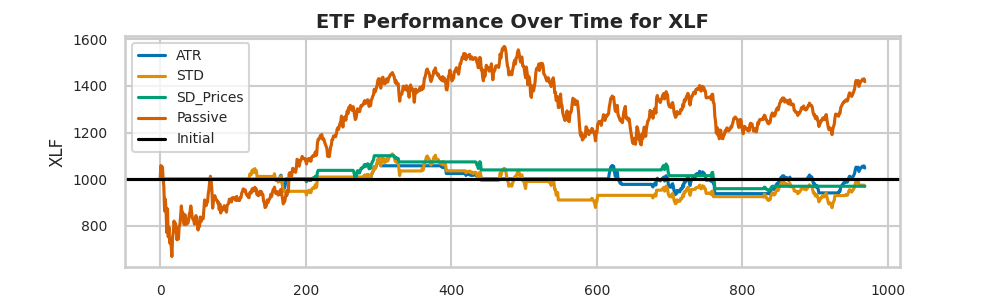 ETF Performance Over Time for XLF
XLF
1600
1400
1200
1000
800
ATR
STD
SD_Prices
Passive
Initial
0
200
400
600
800
1000